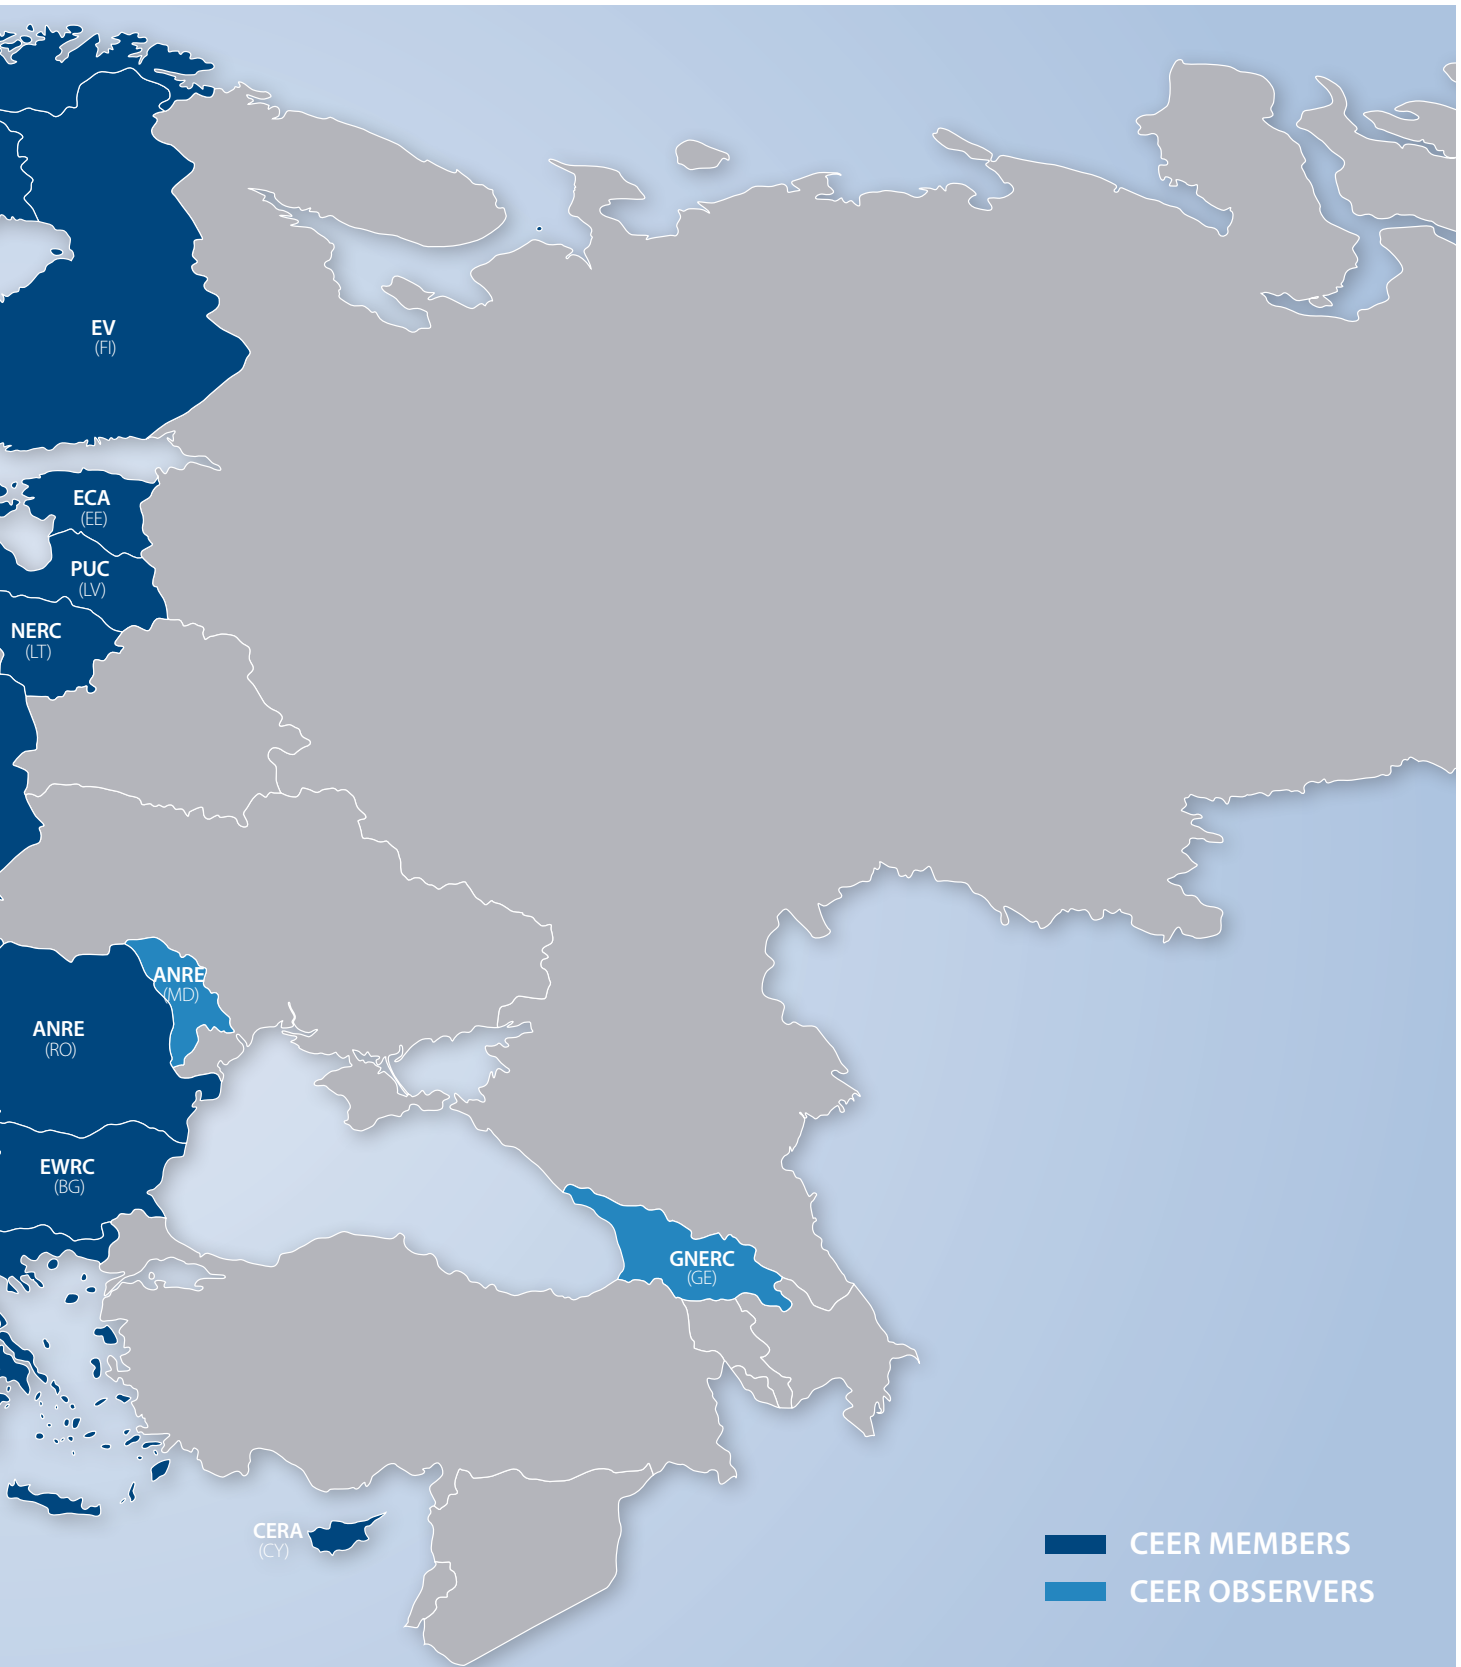 EV
(FI)
ECA
(EE)
PUC
(LV)
NERC
(LT)
ANRE
(MD)
ANRE
(RO)
EWRC
(BG)
GNERC
(GE)
CERA
(CY)
CEER MEMBERS
CEER OBSERVERS